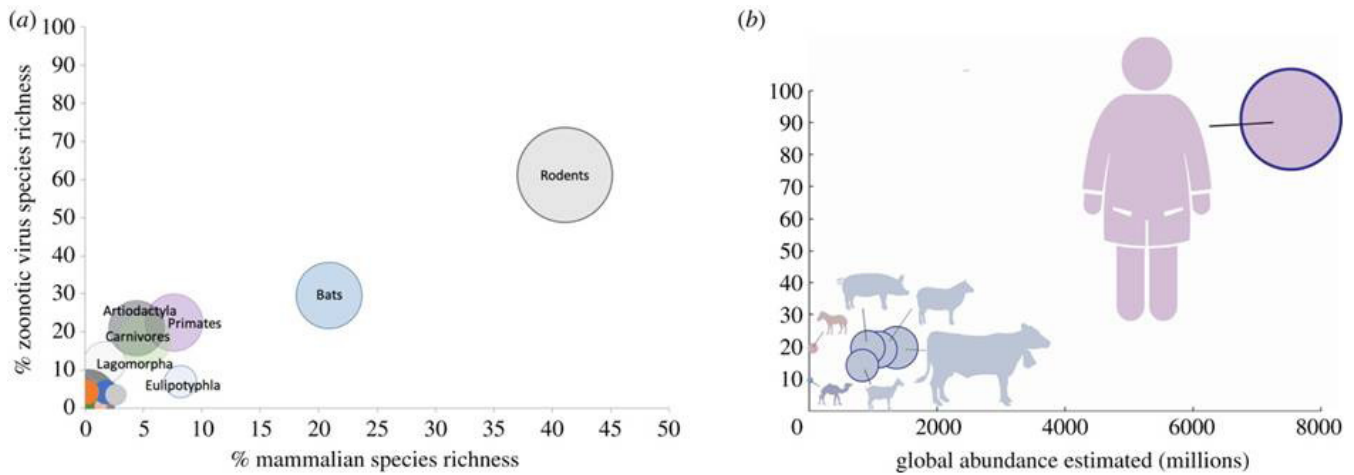 (a)
100
90
80
70
60
50
40
30
20
10
0
% zoonotic virus species richness
Rodents
Bats
Artiodactyla
Primates
Carnivores
Lagomorpha
Eulipotyphla
0 5 10 15 20 25 30 35 40 45 50
% mammalian species richness
(b)
100
90
80
70
60
50
40
30
20
10
0 2000 4000 6000 8000
global abundance estimated (millions)